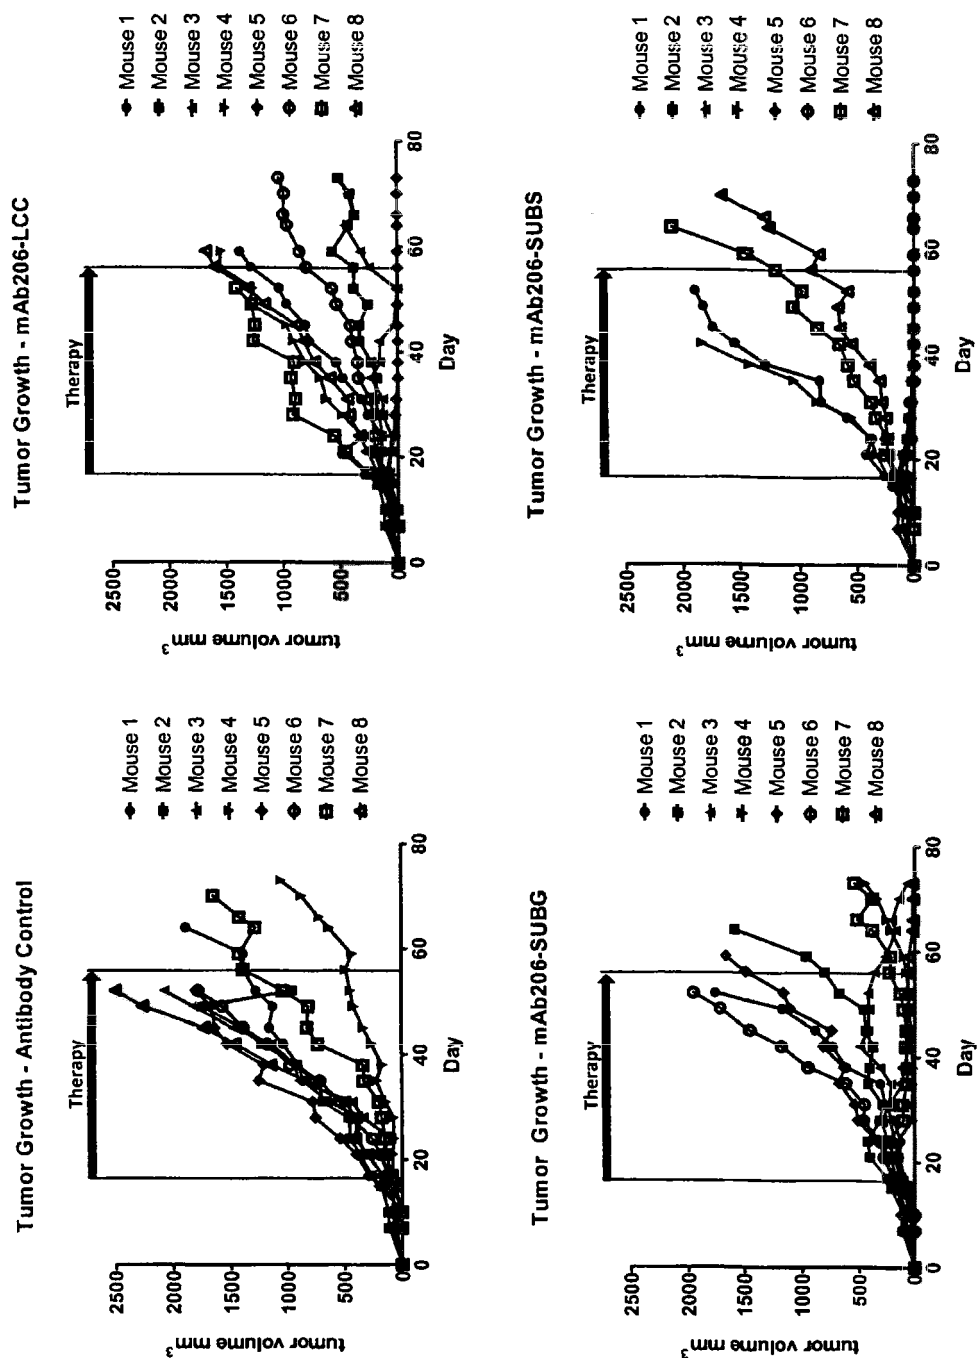 Tumor Growth - Antibody Control
Therapy
2500
2000
1500
1000
500
0
tumor volume mm³
0 20 40 60 80
Day
Mouse 1
Mouse 2
Mouse 3
Mouse 4
Mouse 5
Mouse 6
Mouse 7
Mouse 8
Tumor Growth - mAb206-LCC
Therapy
2500
2000
1500
1000
500
0
tumor volume mm³
0 20 40 60 80
Day
Mouse 1
Mouse 2
Mouse 3
Mouse 4
Mouse 5
Mouse 6
Mouse 7
Mouse 8
Tumor Growth - mAb206-SUBG
Therapy
2500
2000
1500
1000
500
0
tumor volume mm³
0 20 40 60 80
Day
Mouse 1
Mouse 2
Mouse 3
Mouse 4
Mouse 5
Mouse 6
Mouse 7
Mouse 8
Tumor Growth - mAb206-SUBS
Therapy
2500
2000
1500
1000
500
0
tumor volume mm³
0 20 40 60 80
Day
Mouse 1
Mouse 2
Mouse 3
Mouse 4
Mouse 5
Mouse 6
Mouse 7
Mouse 8